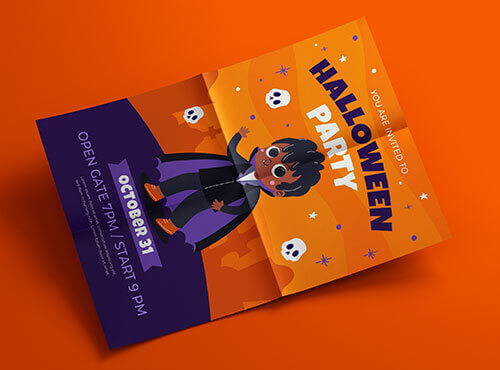 YOU ARE INVITED TO
HALLOWEEN
PARTY
OCTOBER 31
OPEN GATE 7PM / START 9 PM